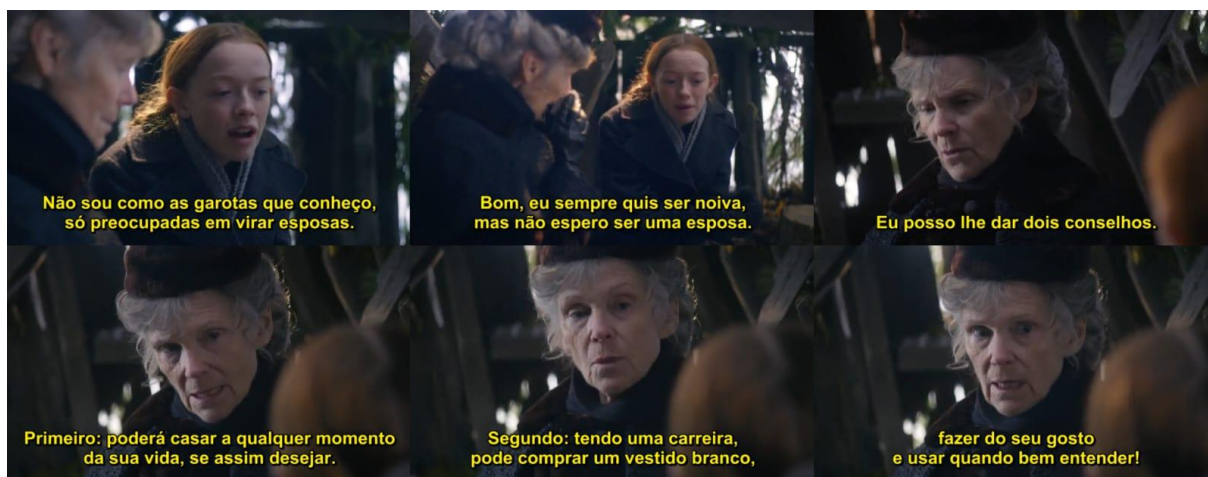 Não sou como as garotas que conheço,
só preocupadas em virar esposas.
Bom, eu sempre quis ser noiva,
mas não espero ser uma esposa.
Eu posso lhe dar dois conselhos.
Primeiro: poderá casar a qualquer momento
da sua vida, se assim desejar.
Segundo: tendo uma carreira,
pode comprar um vestido branco,
fazer do seu gosto
e usar quando bem entender!